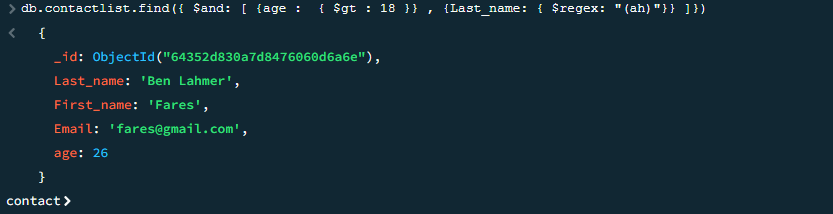 > db.contactlist.find({ $and: [ {age :  { $gt : 18 }} , {Last_name: { $regex: "(ah)"}} ]})
< {
_id: ObjectId("64352d830a7d8476060d6a6e"),
Last_name: 'Ben Lahmer',
First_name: 'Fares',
Email: 'fares@gmail.com',
age: 26
}
contact>